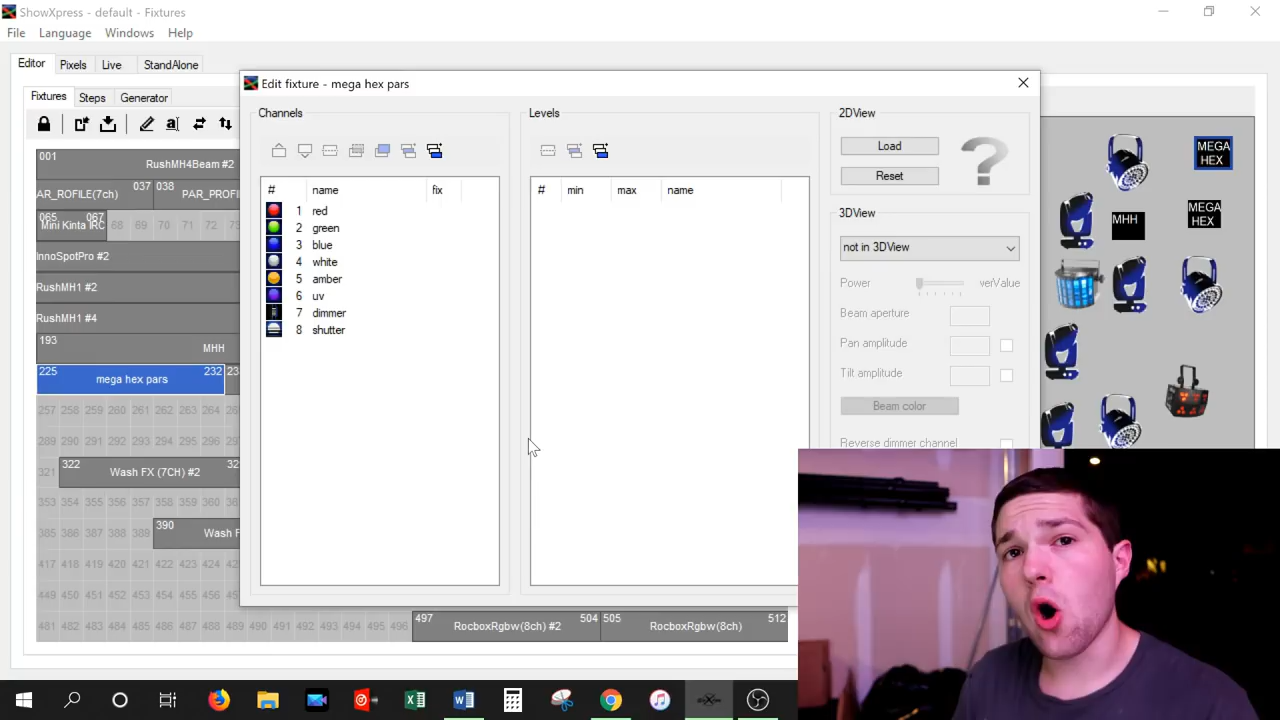 ShowXpress - default - Fixtures
File Language Windows Help
Editor Pixels Live StandAlone
Fixtures Steps Generator
001 RushMH4Beam #2
AR_ROFILE(7ch) 037 038 PAR_PROFI
065 067 Mini Kinta IRC 68 69 70 71 72 73
InnoSpotPro #2
RushMH1 #2
RushMH1 #4
193 MHH
225 mega hex pars 232 23
257 258 259 260 261 262 263 264 26
289 290 291 292 293 294 295 296 29
321 322 Wash FX (7CH) #2 32
353 354 355 356 357 358 359 360 36
385 386 387 388 389 390 Wash F
417 418 419 420 421 422 423 424 42
449 450 451 452 453 454 455 456 45
481 482 483 484 485 486 487 488 489 490 491 492 493 494 495 496 497 RocboxRgbw(8ch) #2 504 505 RocboxRgbw(8ch) 512
Edit fixture - mega hex pars
Channels
# name fix
1 red
2 green
3 blue
4 white
5 amber
6 uv
7 dimmer
8 shutter
Levels
# min max name
2DView
Load
Reset
?
3DView
not in 3DView
Power verValue
Beam aperture
Pan amplitude
Tilt amplitude
Beam color
Reverse dimmer channel
MEGA
HEX
MHH
MEGA
HEX